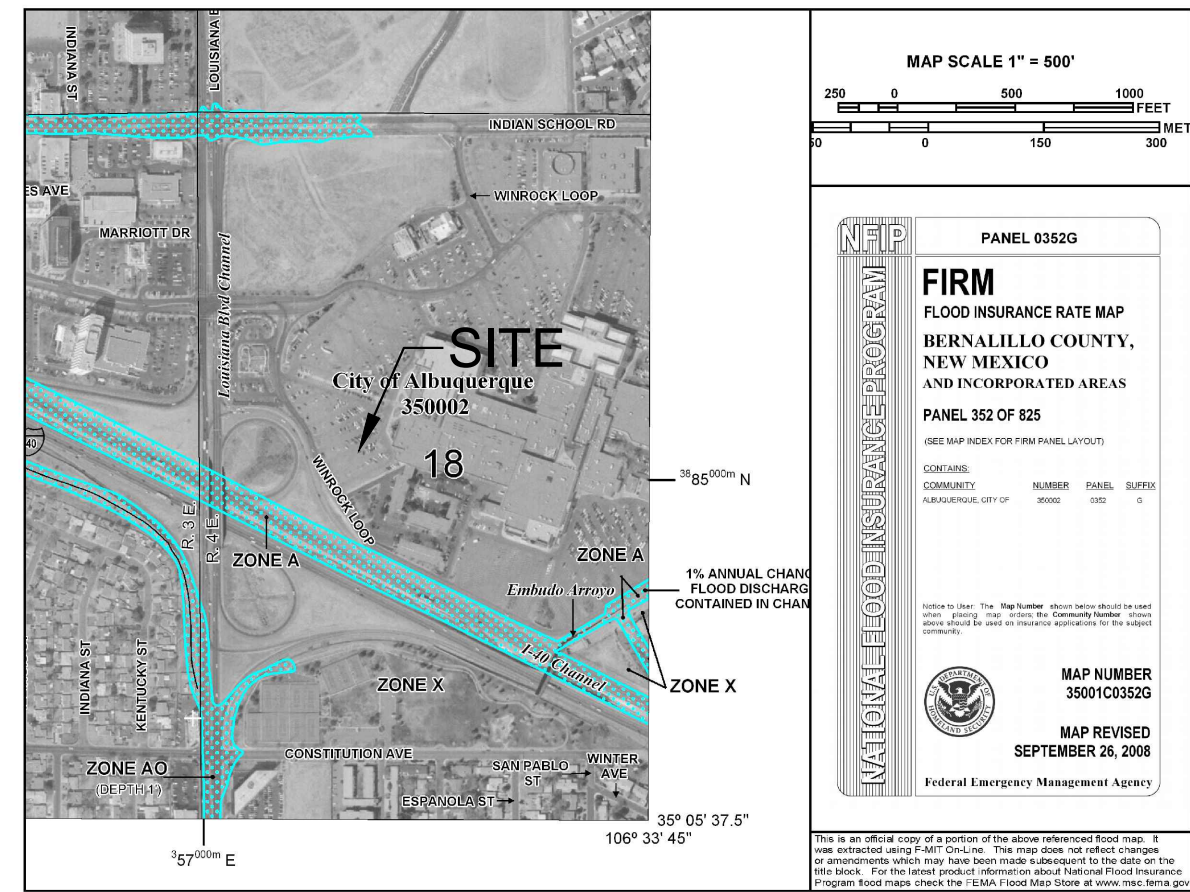 INDIANA ST
LOUISIANA B
INDIAN SCHOOL RD
ES AVE
WINROCK LOOP
MARRIOTT DR
Louisiana Blvd Channel
SITE
City of Albuquerque
350002
18
40
WINROCK LOOP
3885000m N
R. 3 E.
R. 4 E.
ZONE A
ZONE A
Embudo Arroyo
1% ANNUAL CHANC
FLOOD DISCHARG
CONTAINED IN CHAN
I-40 Channel
ZONE X
ZONE X
INDIANA ST
KENTUCKY ST
CONSTITUTION AVE
ZONE AO
(DEPTH 1')
SAN PABLO
ST
WINTER
AVE
ESPANOLA ST
35º 05' 37.5"
106º 33' 45"
357000m E
MAP SCALE 1" = 500'
250 0 500 1000
FEET
MET
50 0 150 300
NFIP
PANEL 0352G
NATIONAL FLOOD INSURANCE PROGRAM
FIRM
FLOOD INSURANCE RATE MAP
BERNALILLO COUNTY,
NEW MEXICO
AND INCORPORATED AREAS
PANEL 352 OF 825
(SEE MAP INDEX FOR FIRM PANEL LAYOUT)
CONTAINS:
COMMUNITY NUMBER PANEL SUFFIX
ALBUQUERQUE, CITY OF 350002 0352 G
Notice to User: The Map Number shown below should be used
when placing map orders; the Community Number shown
above should be used on insurance applications for the subject
community.
U.S. DEPARTMENT OF
HOMELAND SECURITY
MAP NUMBER
35001C0352G
MAP REVISED
SEPTEMBER 26, 2008
Federal Emergency Management Agency
This is an official copy of a portion of the above referenced flood map. It
was extracted using F-MIT On-Line. This map does not reflect changes
or amendments which may have been made subsequent to the date on the
title block. For the latest product information about National Flood Insurance
Program flood maps check the FEMA Flood Map Store at www.msc.fema.gov